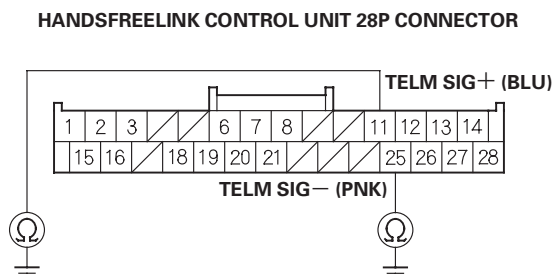 HANDSFREELINK CONTROL UNIT 28P CONNECTOR
TELM SIG＋ (BLU)
1 2 3 6 7 8 11 12 13 14
15 16 18 19 20 21 25 26 27 28
TELM SIG－ (PNK)
Ω Ω